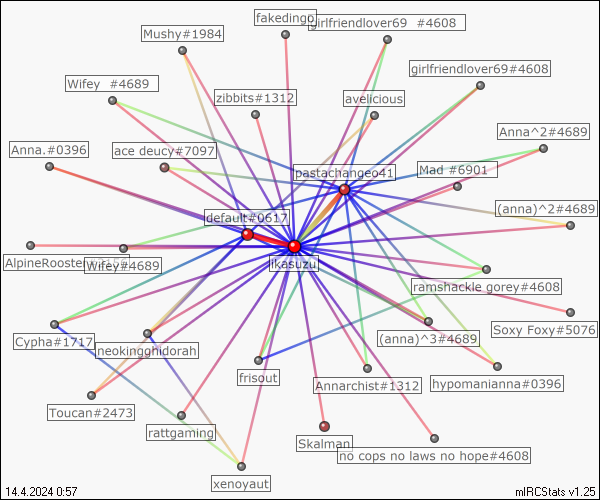 fakedingo
girlfriendlover69 #4608
Mushy#1984
girlfriendlover69#4608
Wifey #4689
zibbits#1312
avelicious
Anna^2#4689
Anna.#0396
ace deucy#7097
pastachangeo41
Mad #6901
default#0617
(anna)^2#4689
AlpineRooster
Wifey#4689
ikasuzu
ramshackle gorey#4608
Soxy Foxy#5076
Cypha#1717
neokingghidorah
(anna)^3#4689
frisout
Annarchist#1312
hypomanianna#0396
Toucan#2473
rattgaming
Skalman
no cops no laws no hope#4608
xenoyaut
14.4.2024 0:57
mIRCStats v1.25